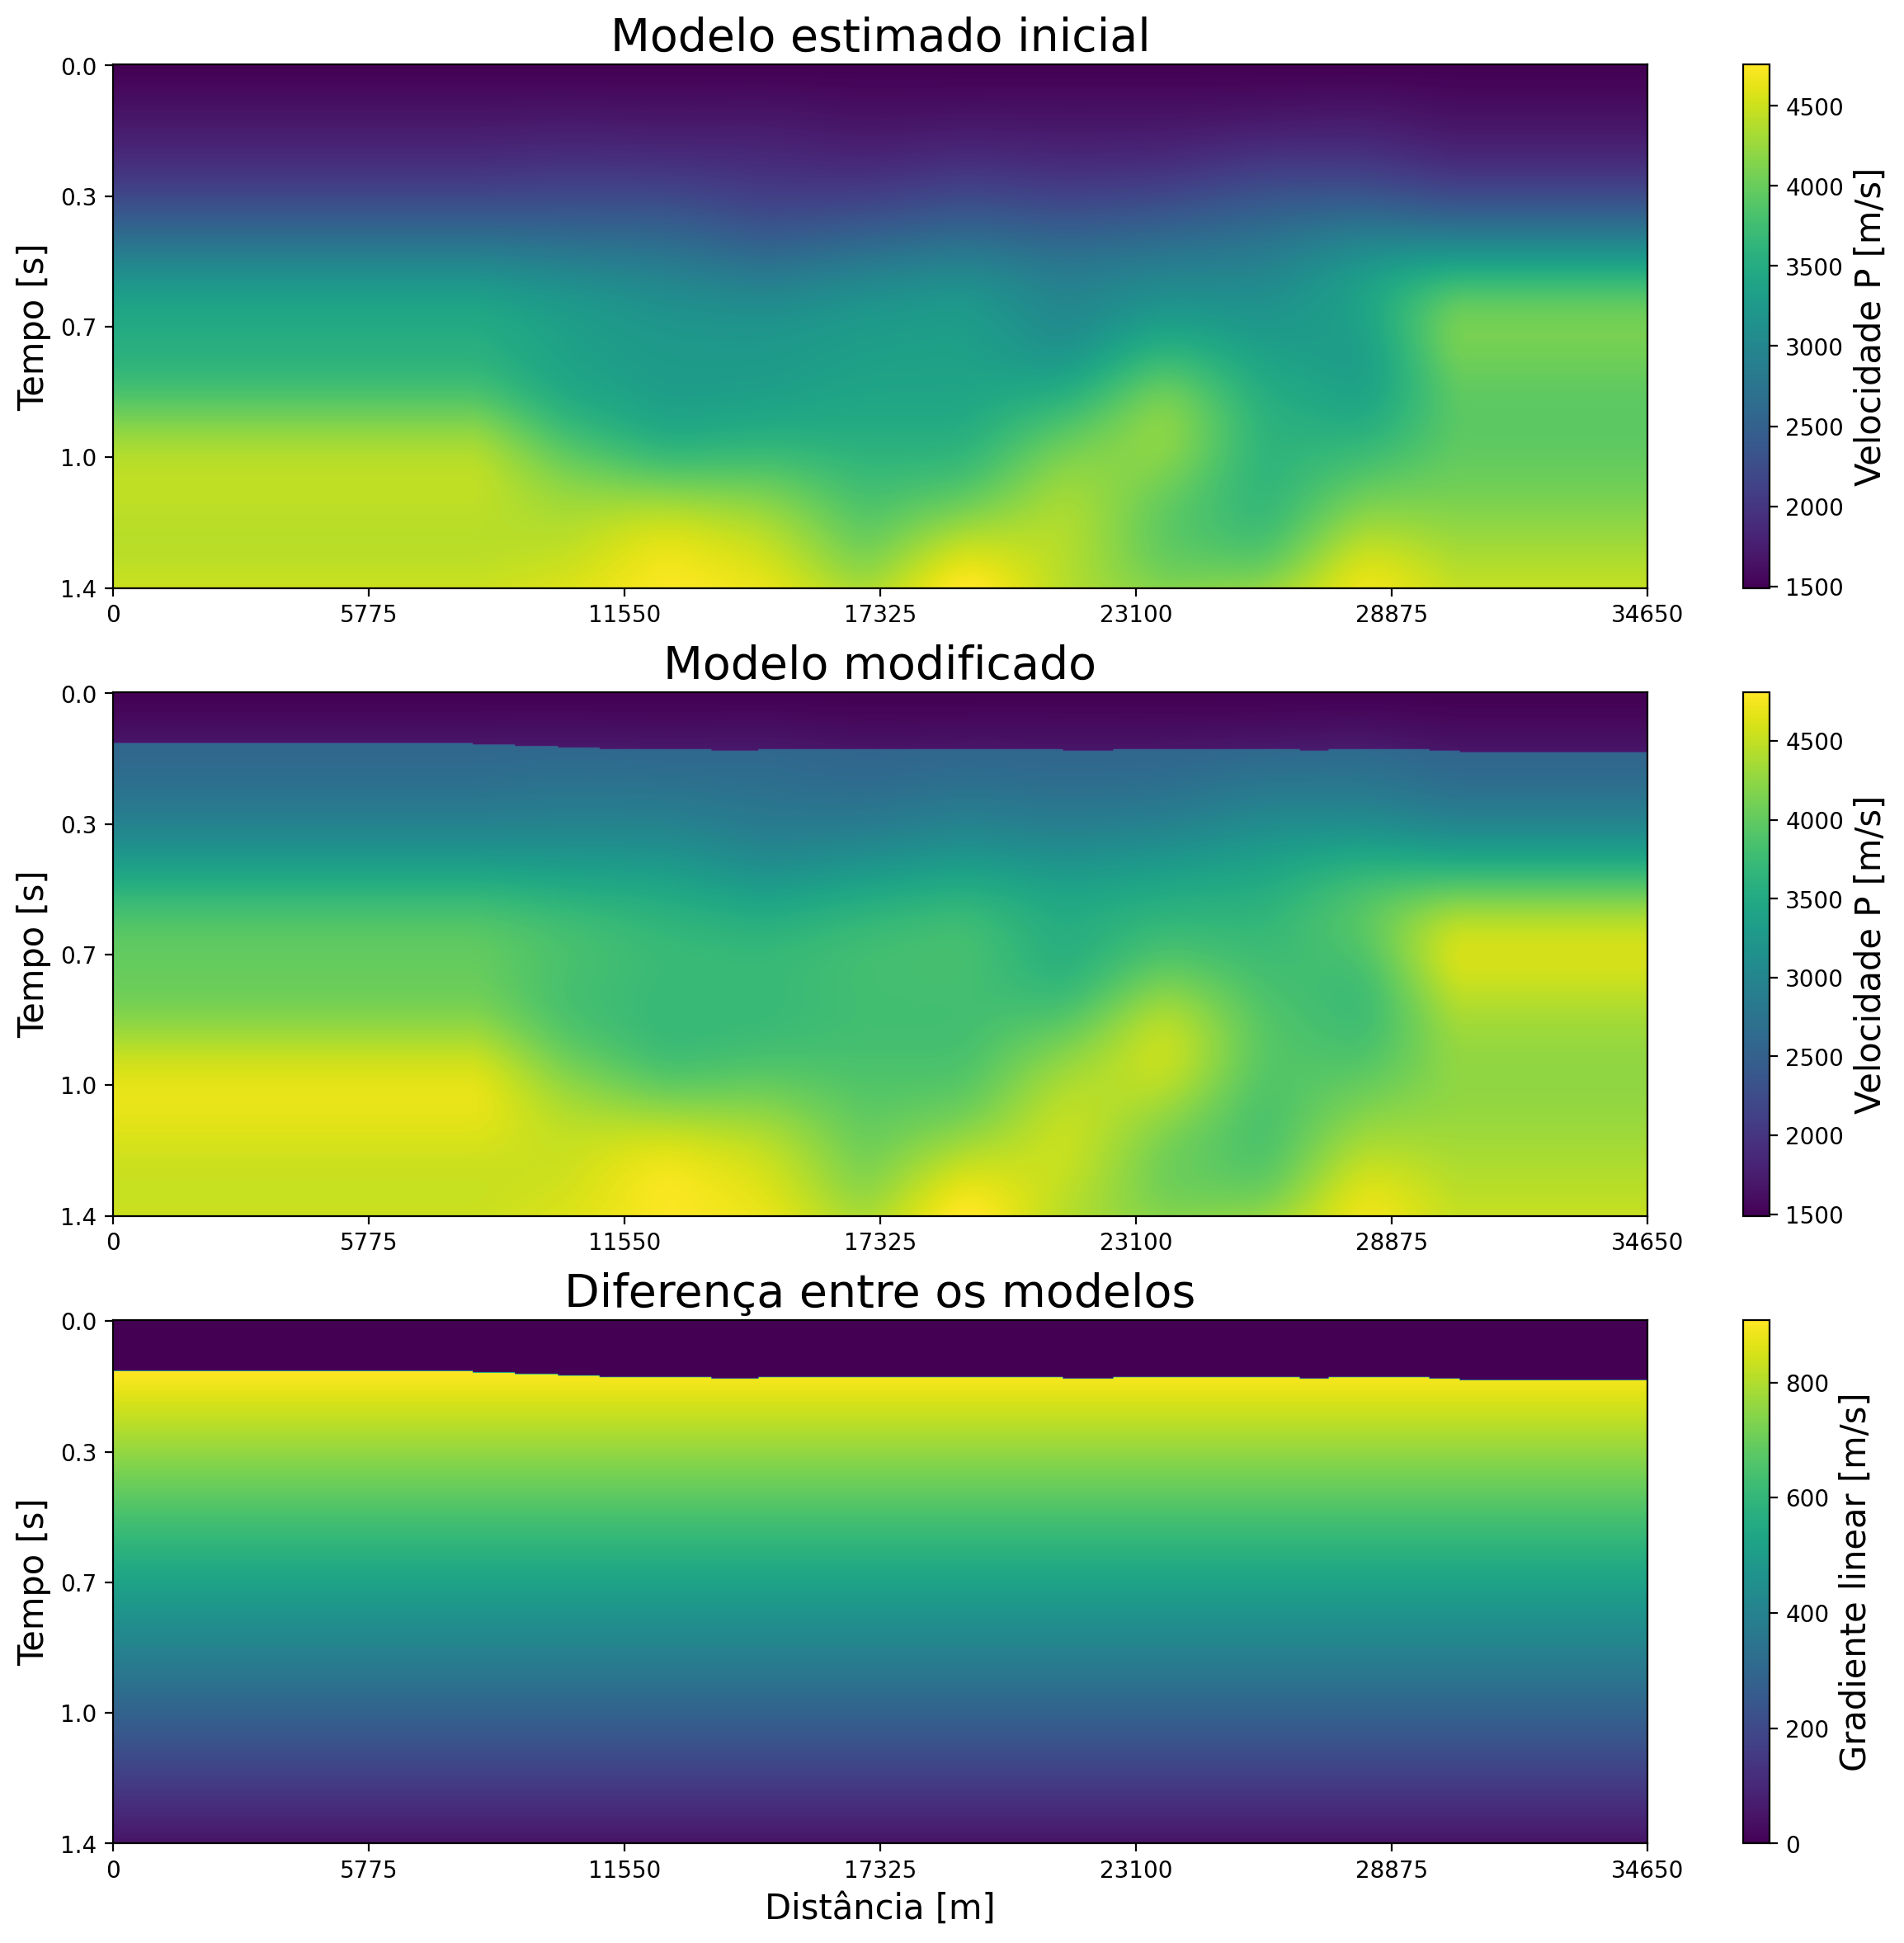 Modelo estimado inicial
0.0
0.3
0.7
1.0
1.4
Tempo [s]
0 5775 11550 17325 23100 28875 34650
4500
4000
3500
3000
2500
2000
1500
Velocidade P [m/s]
Modelo modificado
0.0
0.3
0.7
1.0
1.4
Tempo [s]
0 5775 11550 17325 23100 28875 34650
4500
4000
3500
3000
2500
2000
1500
Velocidade P [m/s]
Diferença entre os modelos
0.0
0.3
0.7
1.0
1.4
Tempo [s]
0 5775 11550 17325 23100 28875 34650
Distância [m]
800
600
400
200
0
Gradiente linear [m/s]